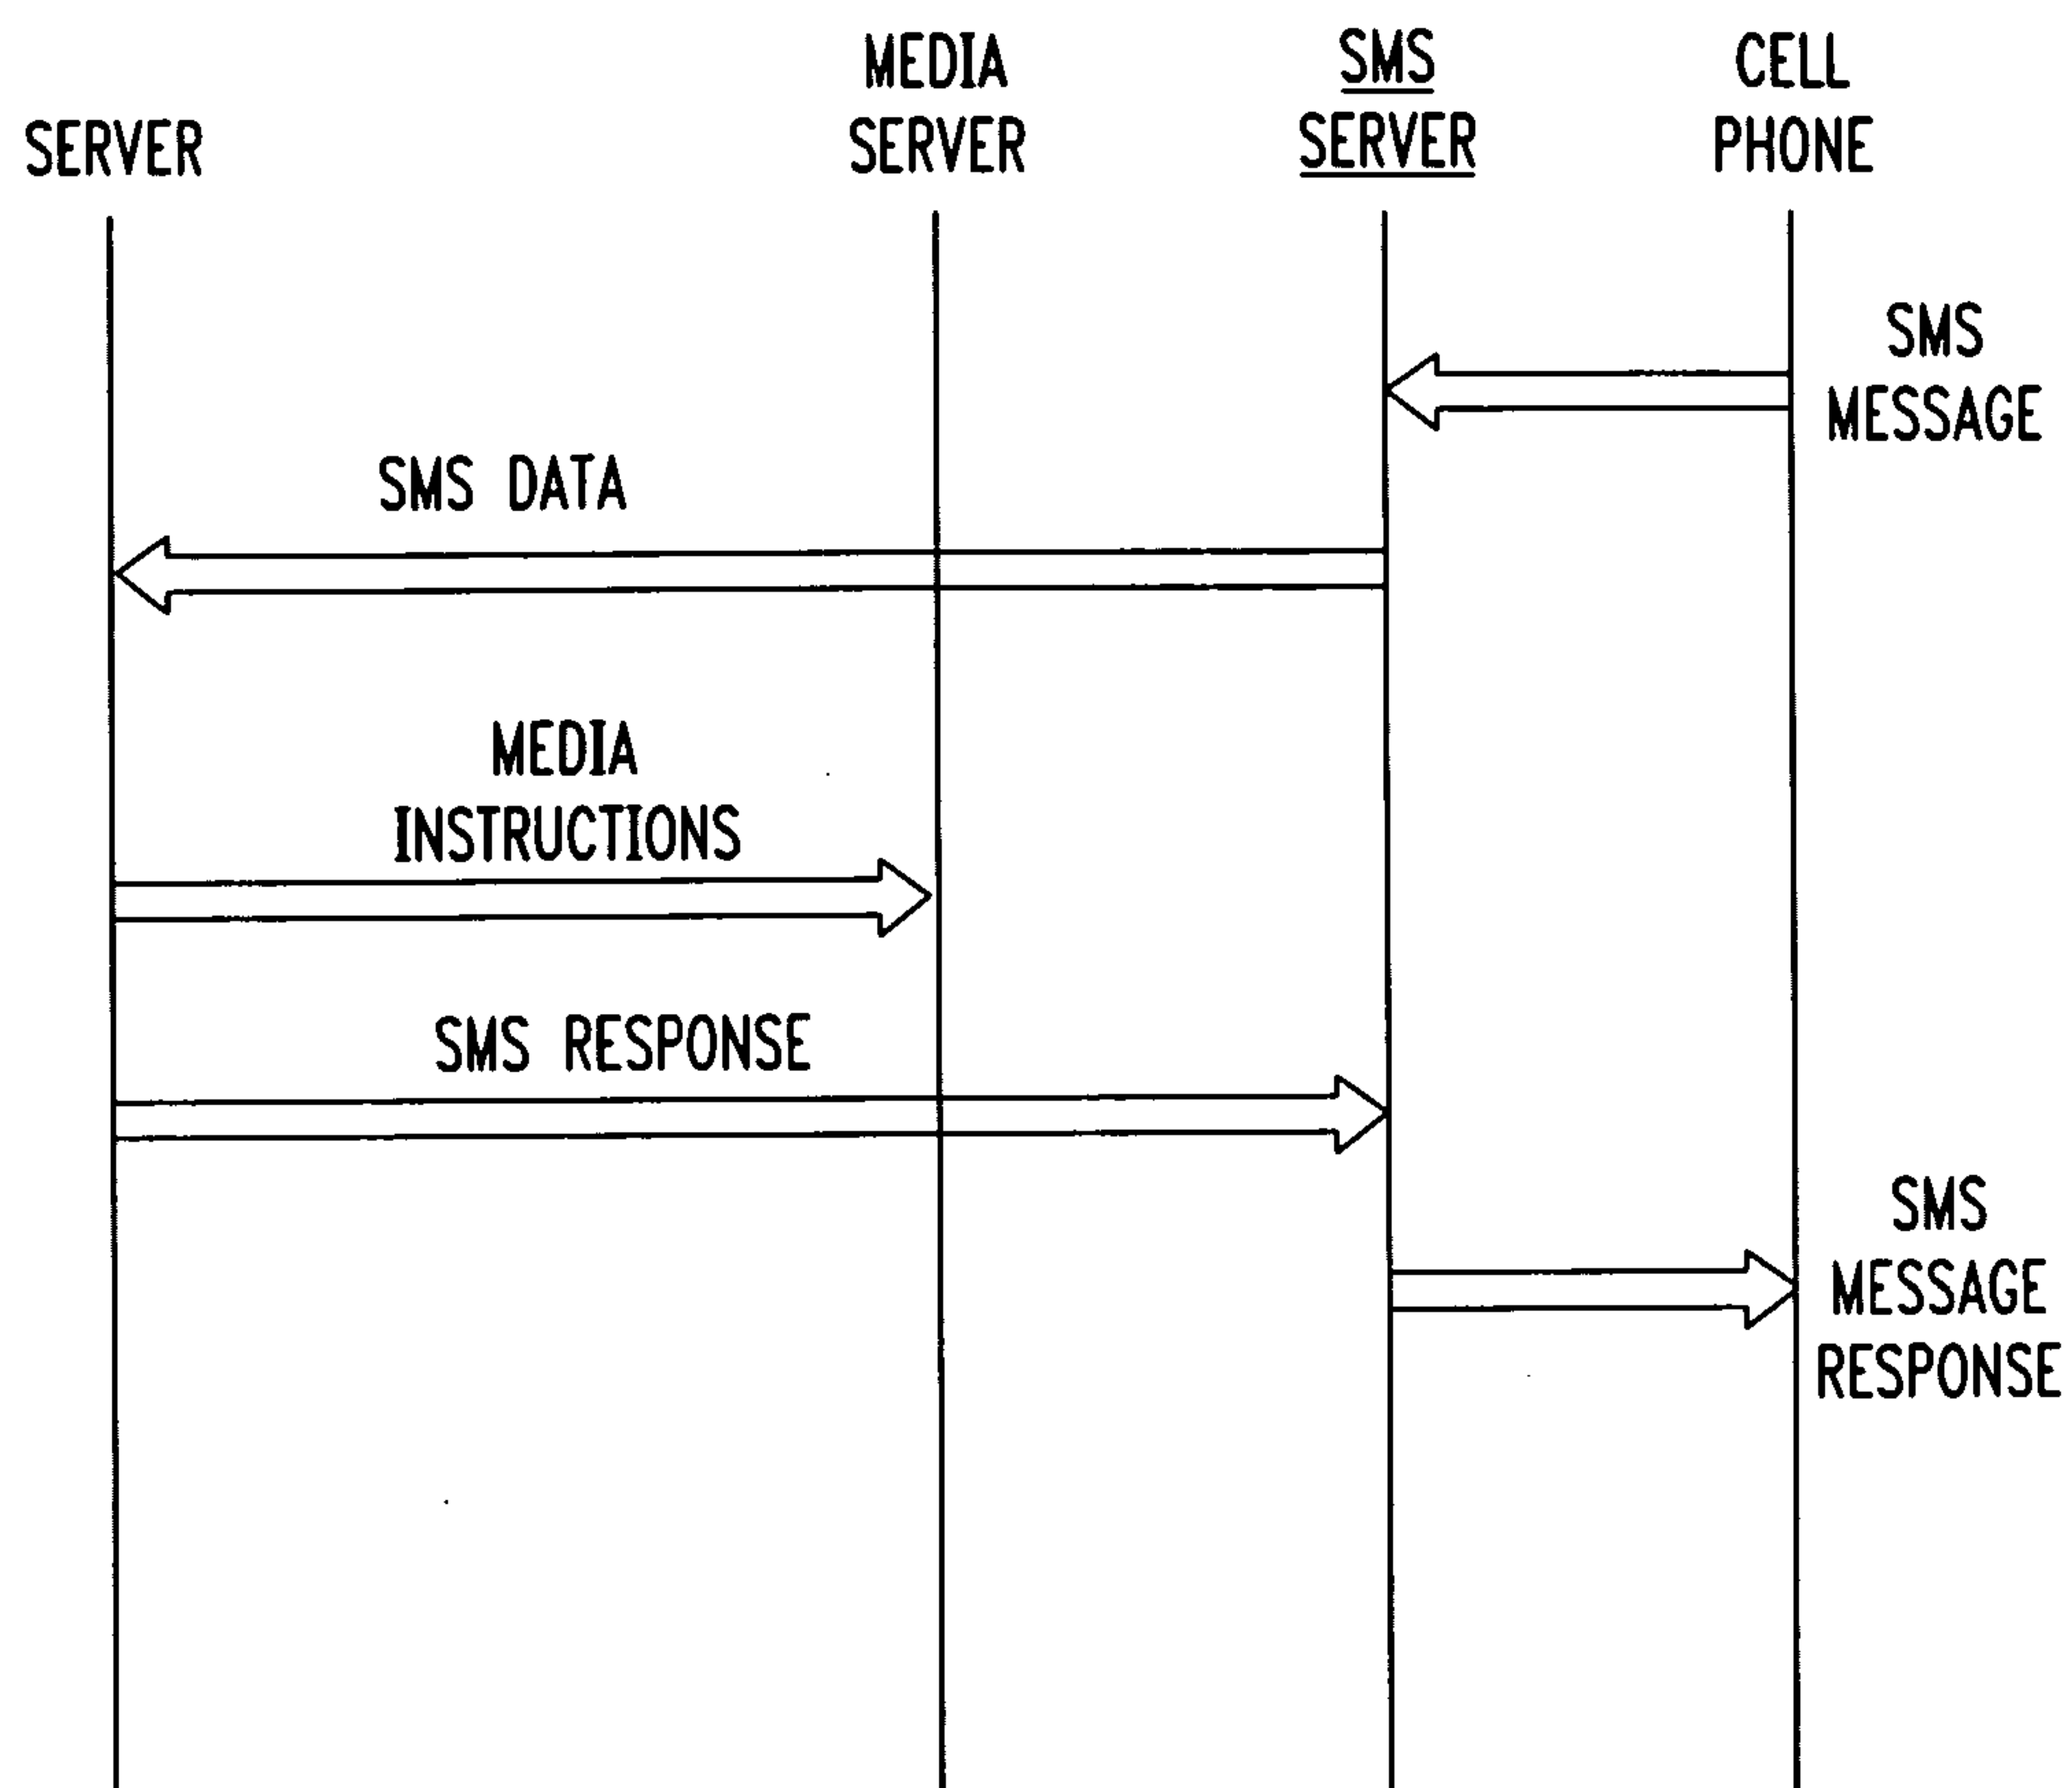 MEDIA
SERVER
SMS
SERVER
CELL
PHONE
SERVER
SMS
MESSAGE
SMS DATA
MEDIA
INSTRUCTIONS
SMS RESPONSE
SMS
MESSAGE
RESPONSE